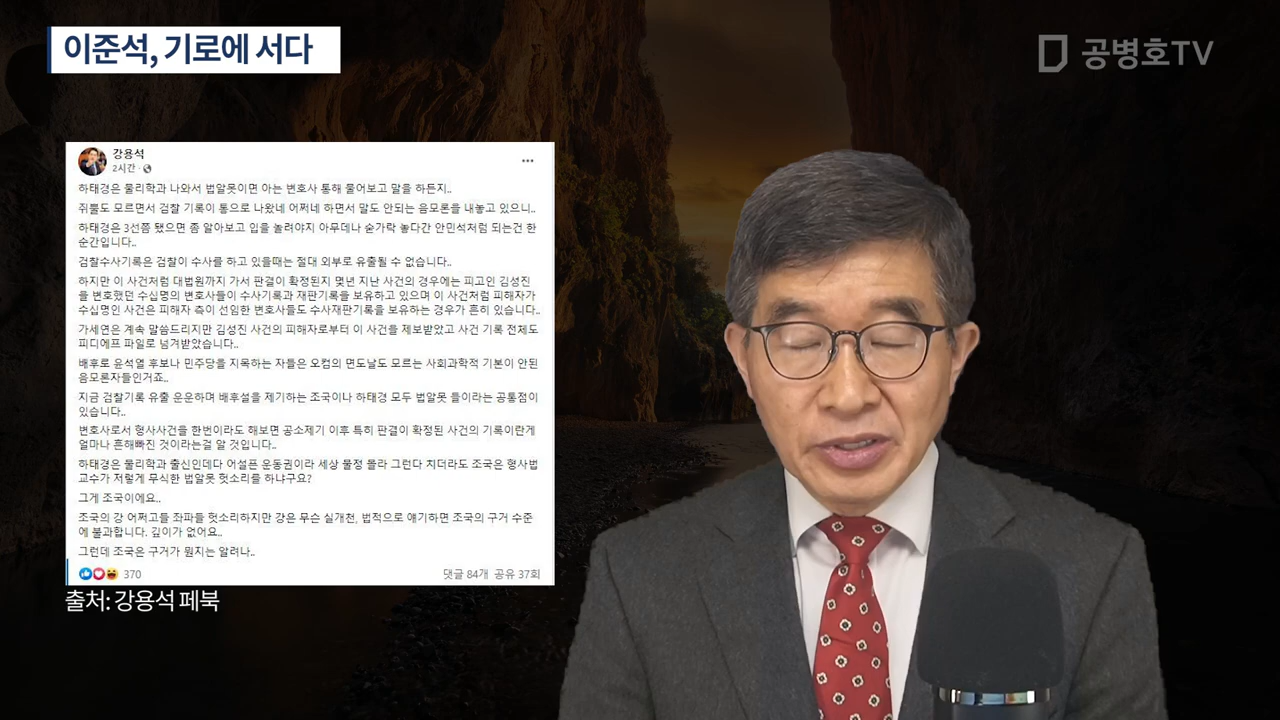 이준석, 기로에 서다
공병호TV
강용석
2시간 ·
하태경은 물리학과 나와서 법알못이면 아는 변호사 통해 물어보고 말을 하든지..
쥐뿔도 모르면서 검찰 기록이 통으로 나왔네 어쩌네 하면서 말도 안되는 음모론을 내놓고 있으니..
하태경은 3선쯤 됐으면 쫌 알아보고 입을 놀려야지 아무데나 숟가락 놓다간 안민석처럼 되는건 한
순간입니다..
검찰수사기록은 검찰이 수사를 하고 있을때는 절대 외부로 유출될 수 없습니다..
하지만 이 사건처럼 대법원까지 가서 판결이 확정된지 몇년 지난 사건의 경우에는 피고인 김성진
을 변호했던 수십명의 변호사들이 수사기록과 재판기록을 보유하고 있으며 이 사건처럼 피해자가
수십명인 사건은 피해자 측이 선임한 변호사들도 수사재판기록을 보유하는 경우가 흔히 있습니다..
가세연은 계속 말씀드리지만 김성진 사건의 피해자로부터 이 사건을 제보받았고 사건 기록 전체도
피디에프 파일로 넘겨받았습니다..
배후로 윤석열 후보나 민주당을 지목하는 자들은 오컴의 면도날도 모르는 사회과학적 기본이 안된
음모론자들인거죠..
지금 검찰기록 유출 운운하며 배후설을 제기하는 조국이나 하태경 모두 법알못 들이라는 공통점이
있습니다..
변호사로서 형사사건을 한번이라도 해보면 공소제기 이후 특히 판결이 확정된 사건의 기록이란게
얼마나 흔해빠진 것이라는걸 알 것입니다..
하태경은 물리학과 출신인데다 어설픈 운동권이라 세상 물정 몰라 그런다 치더라도 조국은 형사법
교수가 저렇게 무식한 법알못 헛소리를 하냐구요?
그게 조국이에요..
조국의 강 어쩌고들 좌파들 헛소리하지만 강은 무슨 실개천, 법적으로 얘기하면 조국의 구거 수준
에 불과합니다. 깊이가 없어요..
그런데 조국은 구거가 뭔지는 알려나..
370
댓글 84개 공유 37회
출처: 강용석 페북